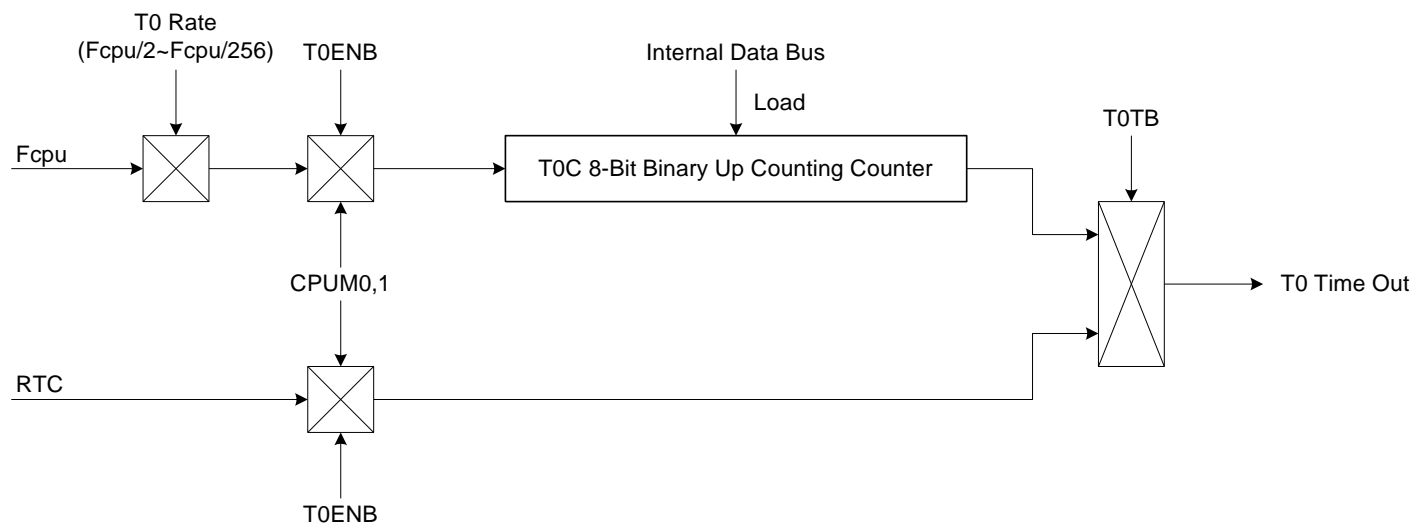 T0 Rate
(Fcpu/2~Fcpu/256)
T0ENB
Internal Data Bus
Load
T0TB
Fcpu
T0C 8-Bit Binary Up Counting Counter
CPUM0,1
T0 Time Out
RTC
T0ENB